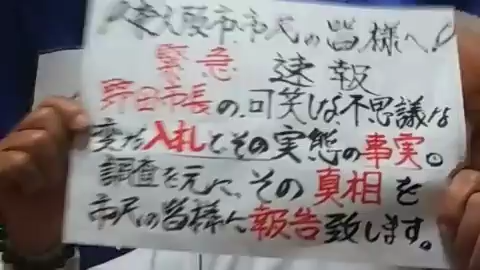 市市民の皆様へ!
緊急 速報
野田市長の、可笑しな不思議な
変な入札とその実態の事実。
調査を元に、その真相を
市民の皆様へ報告致します。